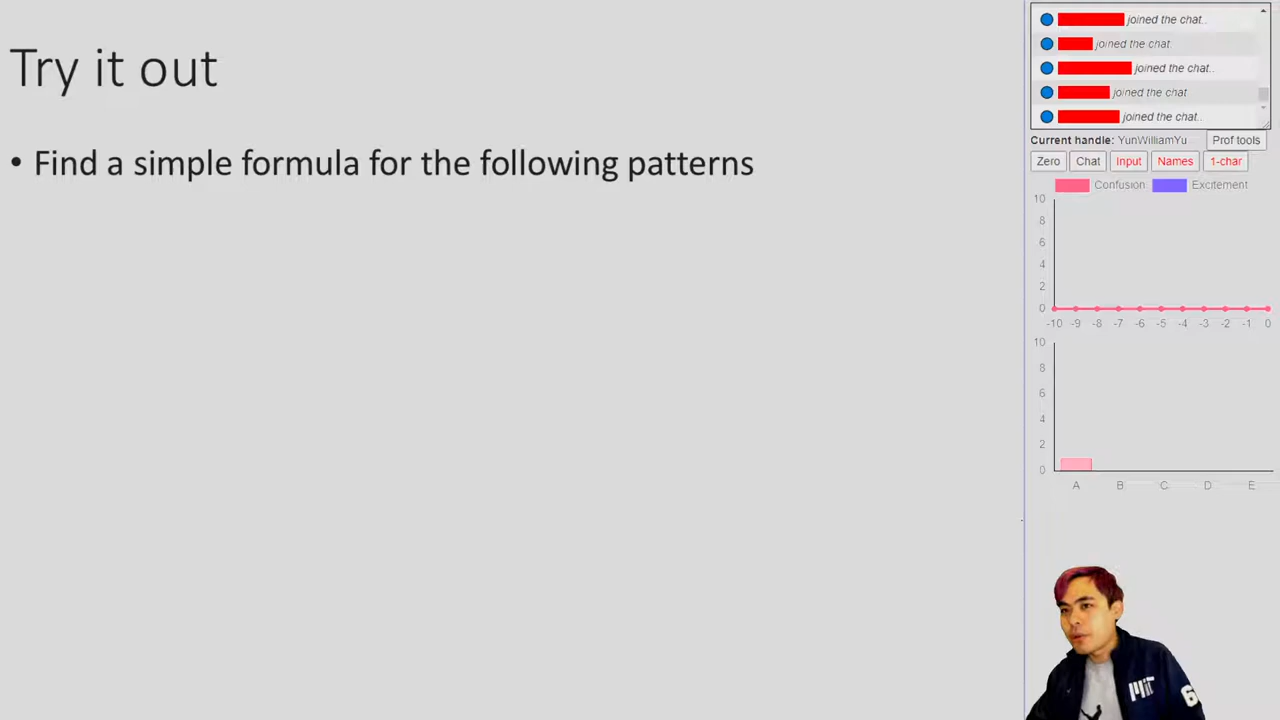 Try it out
• Find a simple formula for the following patterns
joined the chat..
joined the chat
joined the chat..
joined the chat
joined the chat..
Current handle: YunWilliamYu
Prof tools
Zero Chat Input Names 1-char
Confusion Excitement
10
8
6
4
2
0
-10 -9 -8 -7 -6 -5 -4 -3 -2 -1 0
10
8
6
4
2
0
A B C D E
MIT
6